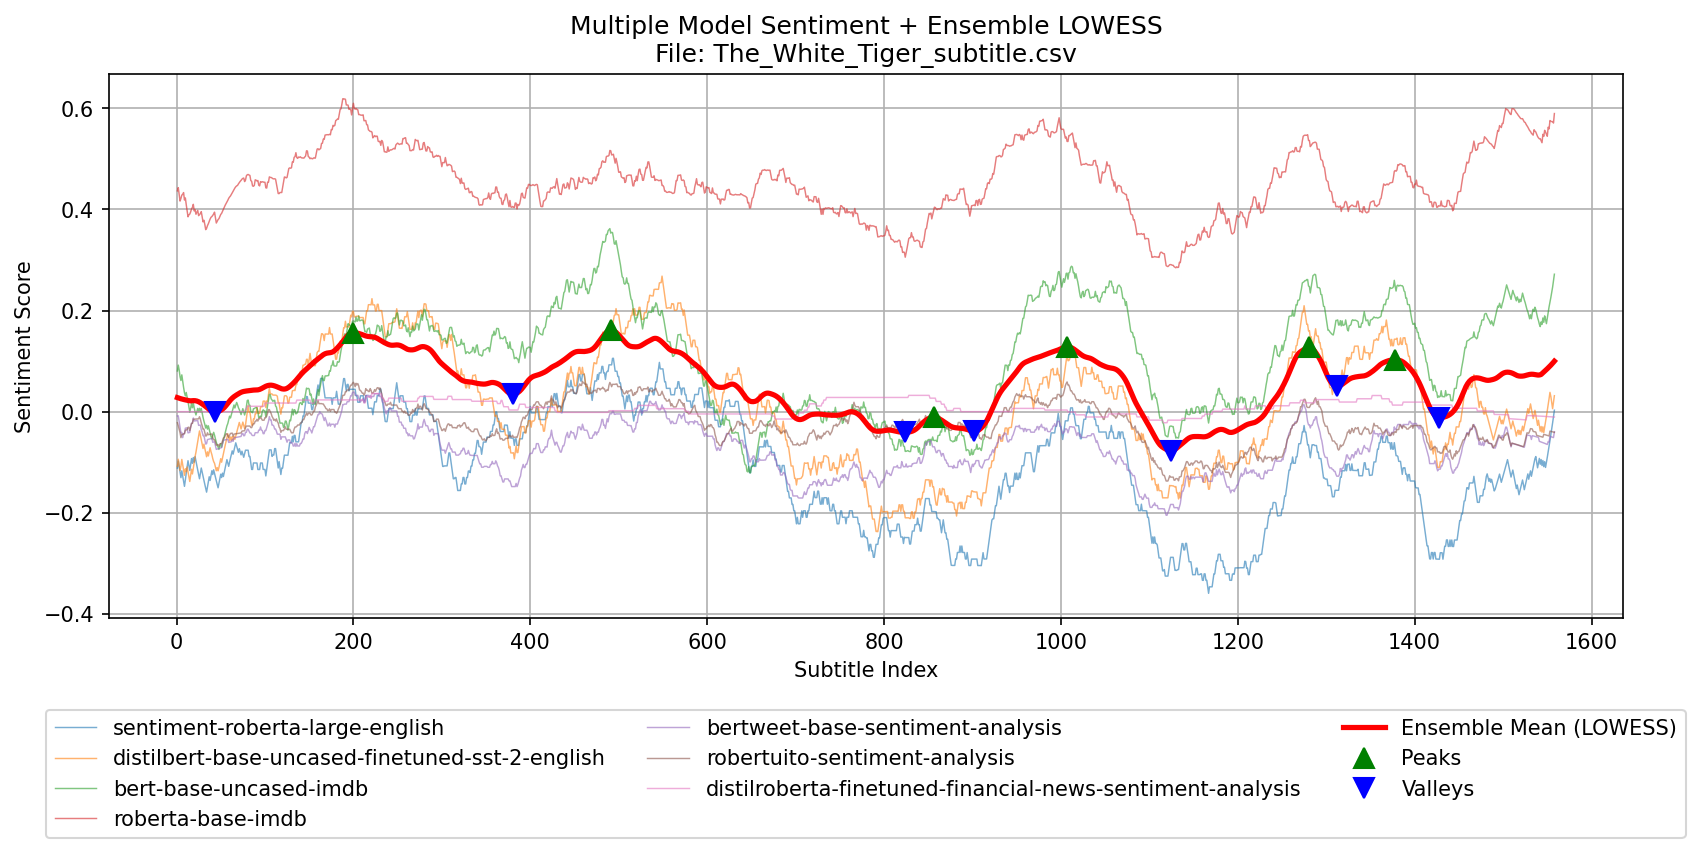 Multiple Model Sentiment + Ensemble LOWESS
File: The_White_Tiger_subtitle.csv
Sentiment Score
0.6
0.4
0.2
0.0
−0.2
−0.4
0 200 400 600 800 1000 1200 1400 1600
Subtitle Index
sentiment-roberta-large-english
distilbert-base-uncased-finetuned-sst-2-english
bert-base-uncased-imdb
roberta-base-imdb
bertweet-base-sentiment-analysis
robertuito-sentiment-analysis
distilroberta-finetuned-financial-news-sentiment-analysis
Ensemble Mean (LOWESS)
Peaks
Valleys